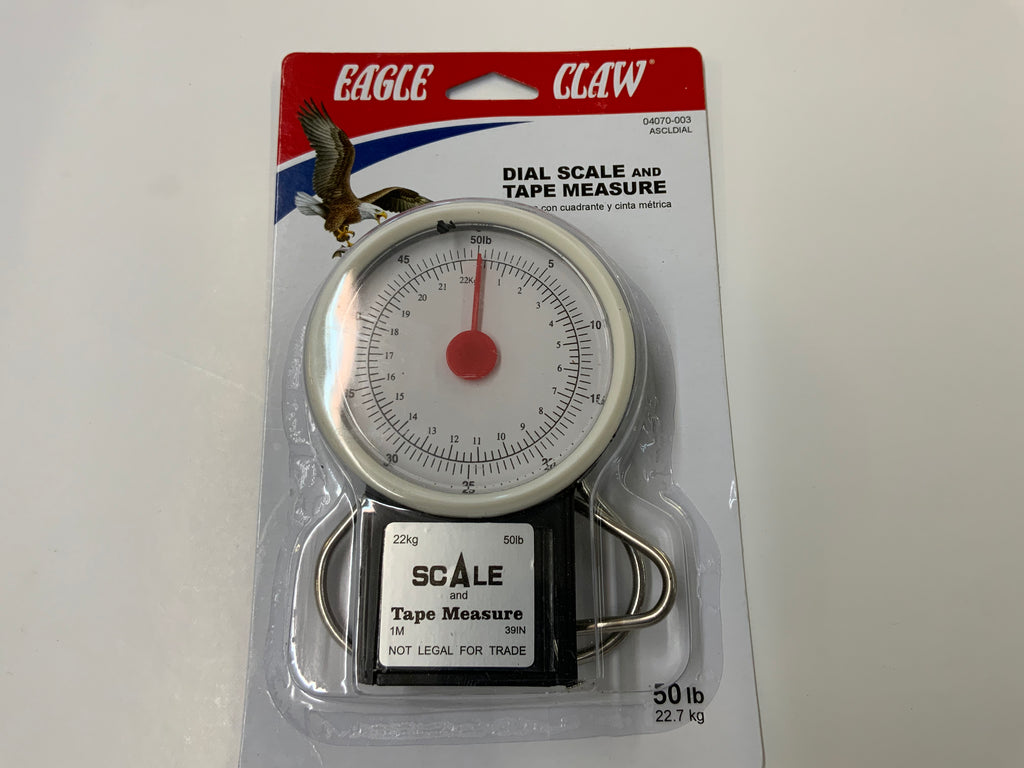 EAGLE CLAW®
04070-003
ASCLDIAL
DIAL SCALE AND
TAPE MEASURE
con cuadrante y cinta métrica
50lb
5
10
15
25
30
45
22K
1
2
3
4
5
6
7
8
9
10
11
12
13
14
15
16
17
18
19
20
21
22kg 50lb
SCALE
and
Tape Measure
1M 39IN
NOT LEGAL FOR TRADE
50 lb
22.7 kg